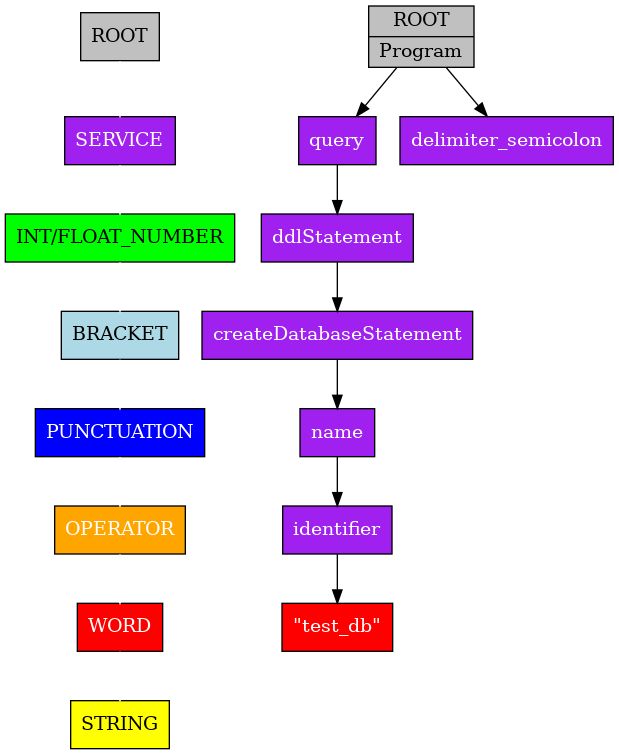 ROOT
SERVICE
INT/FLOAT_NUMBER
BRACKET
PUNCTUATION
OPERATOR
WORD
STRING
ROOT
Program
query
delimiter_semicolon
ddlStatement
createDatabaseStatement
name
identifier
"test_db"